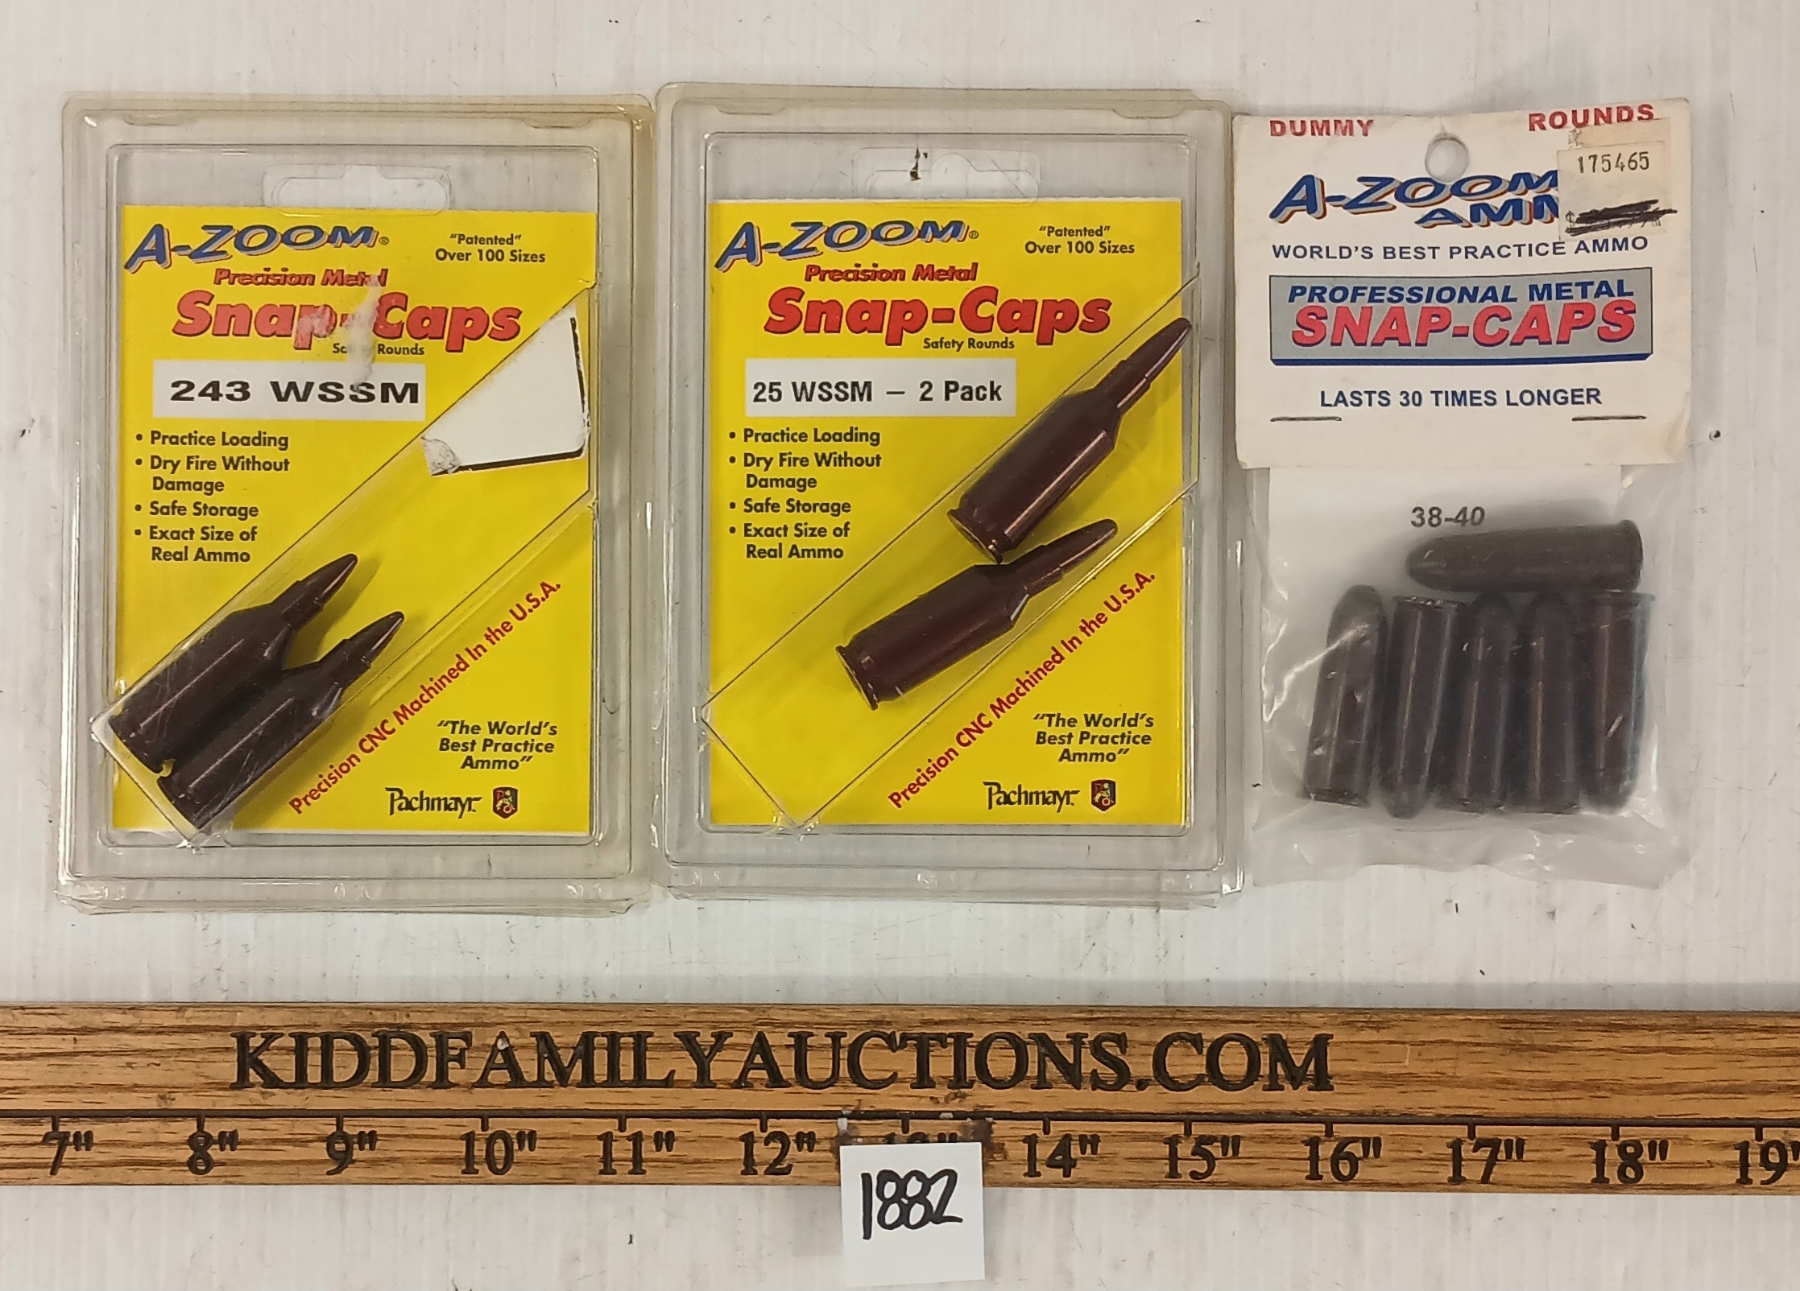 A-ZOOM®
"Patented"
Over 100 Sizes
Precision Metal
Snap-Caps
Rounds
243 WSSM
• Practice Loading
• Dry Fire Without
Damage
• Safe Storage
• Exact Size of
Real Ammo
Precision CNC Machined In the U.S.A.
"The World's
Best Practice
Ammo"
Pachmayr
A-ZOOM®
"Patented"
Over 100 Sizes
Precision Metal
Snap-Caps
Safety Rounds
25 WSSM – 2 Pack
• Practice Loading
• Dry Fire Without
Damage
• Safe Storage
• Exact Size of
Real Ammo
Precision CNC Machined In the U.S.A.
"The World's
Best Practice
Ammo"
Pachmayr
DUMMY ROUNDS
175465
A-ZOOM
WORLD'S BEST PRACTICE AMMO
PROFESSIONAL METAL
SNAP-CAPS
LASTS 30 TIMES LONGER
38-40
KIDDFAMILYAUCTIONS.COM
7" 8" 9" 10" 11" 12" 14" 15" 16" 17" 18" 19"
1882